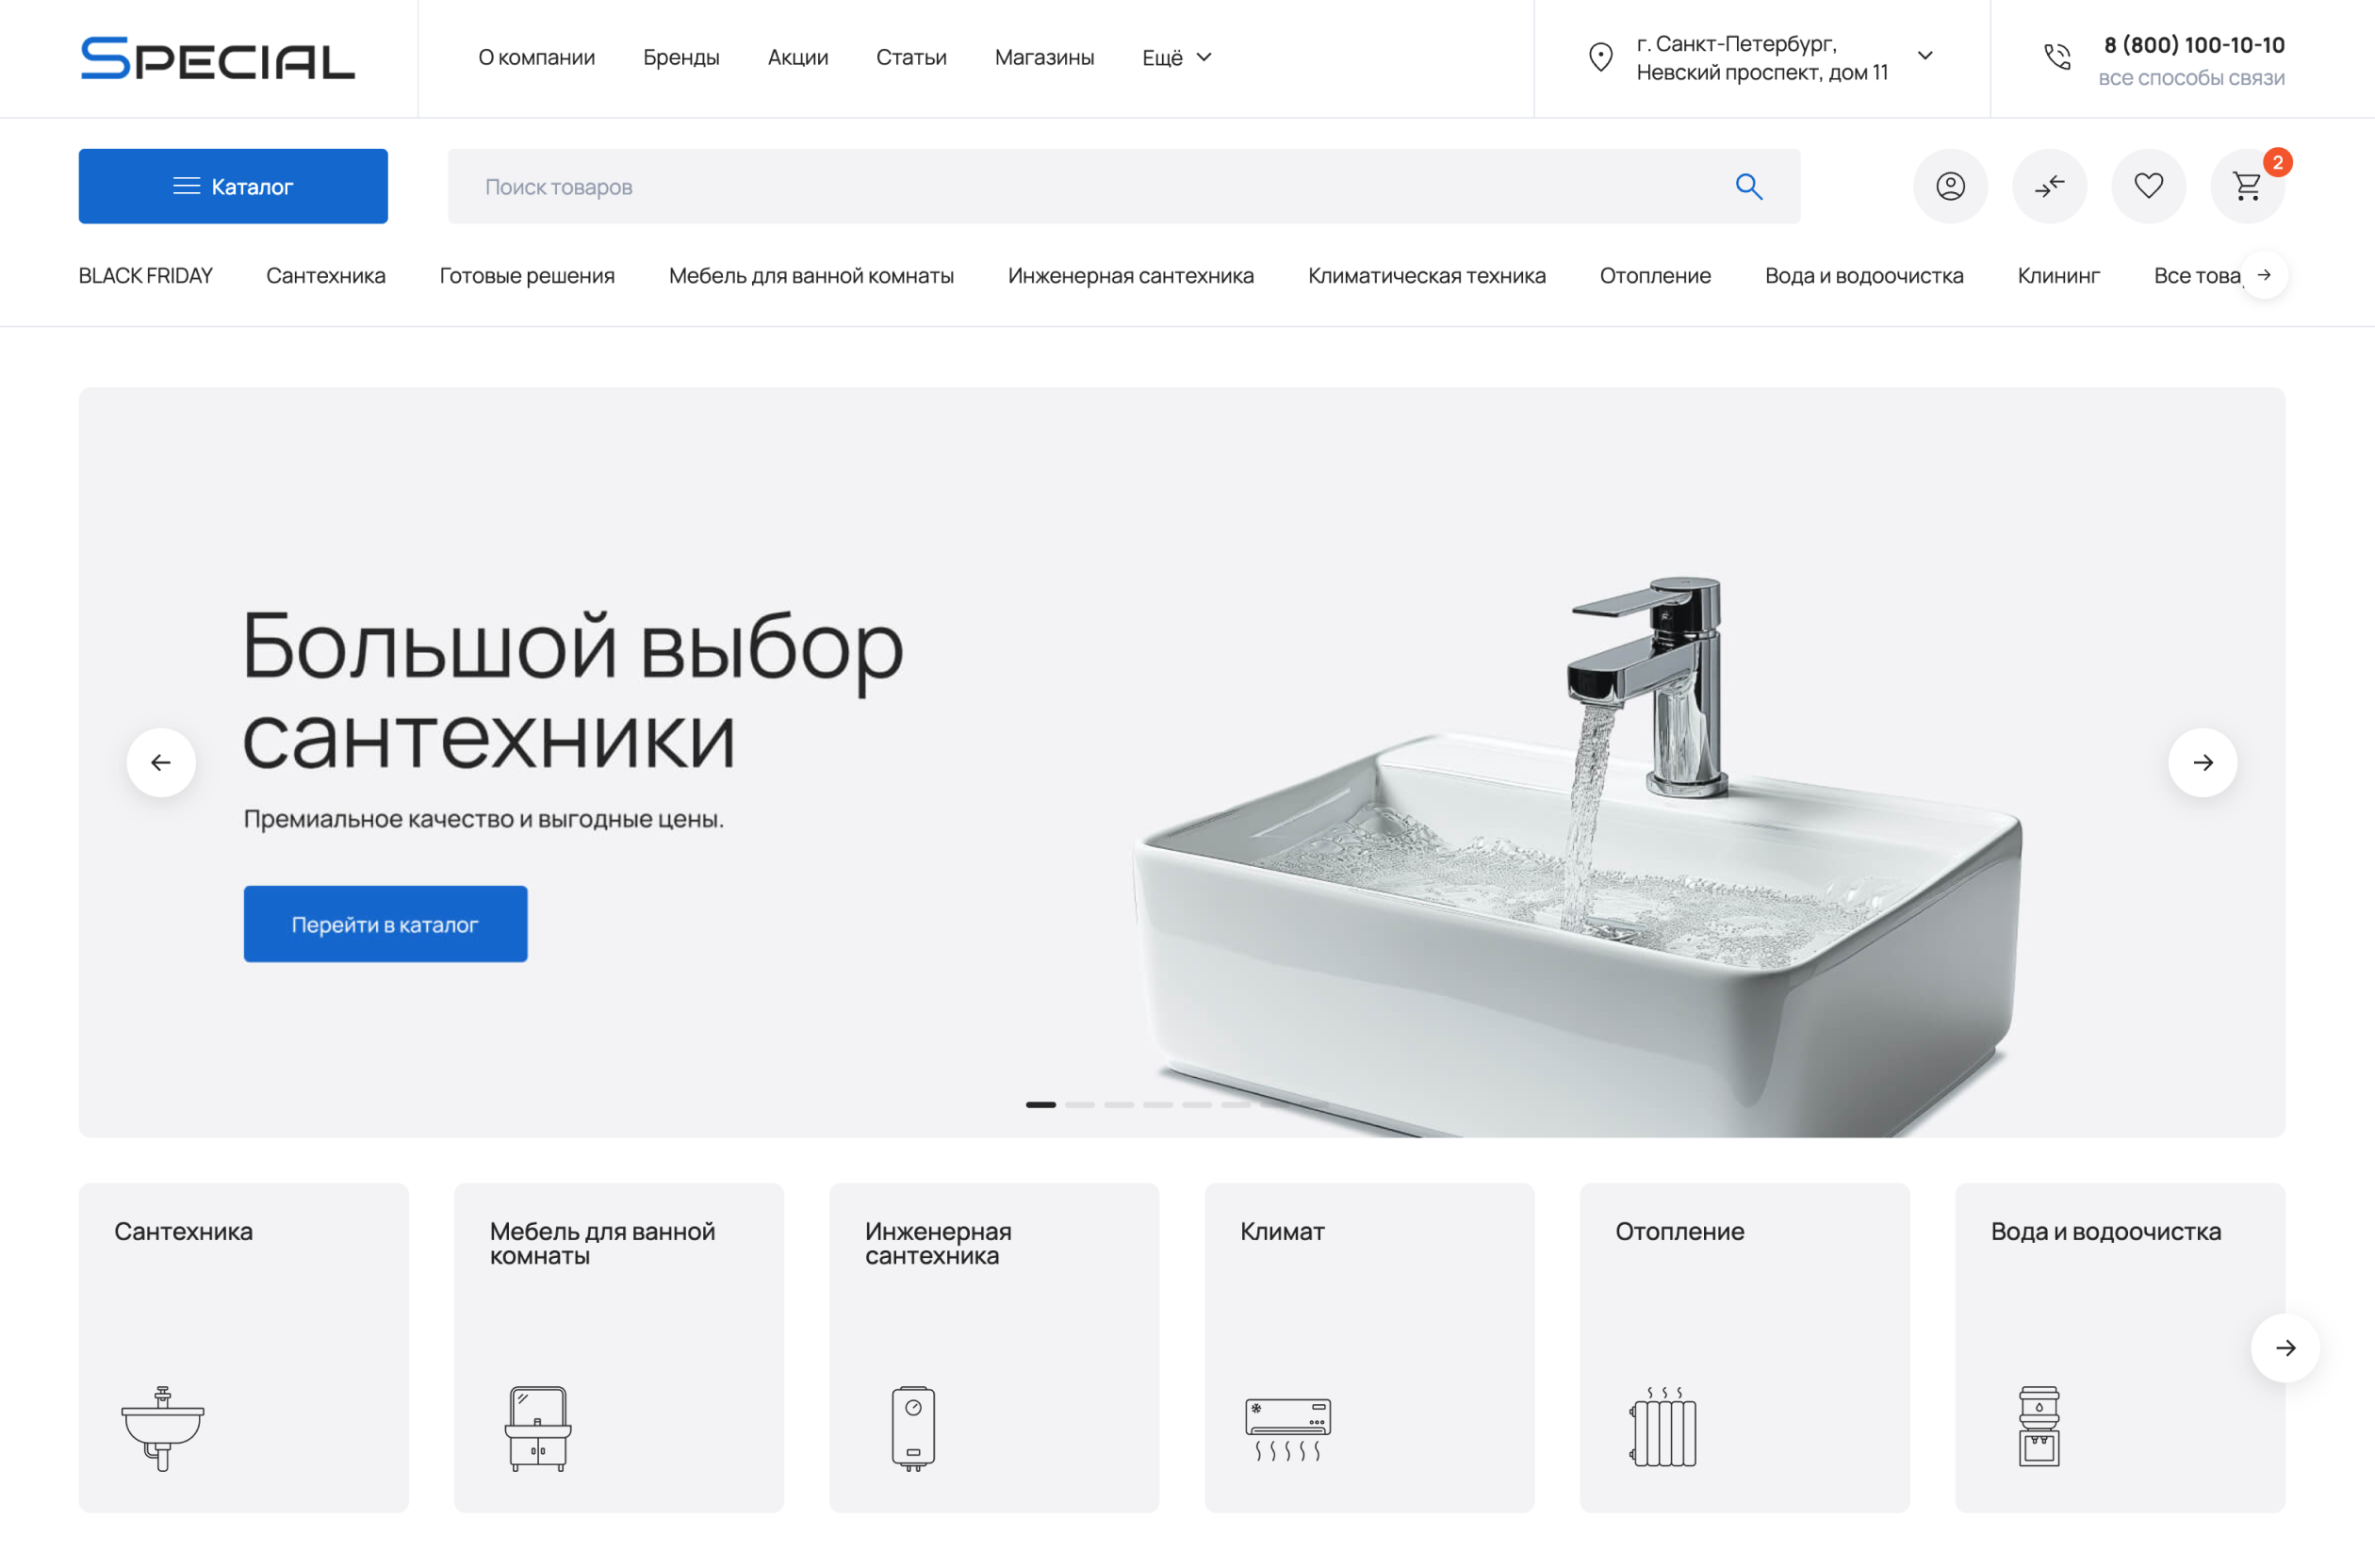 SPECIAL
О компании
Бренды
Акции
Статьи
Магазины
Ещё
г. Санкт-Петербург,
Невский проспект, дом 11
8 (800) 100-10-10
все способы связи
Каталог
Поиск товаров
2
BLACK FRIDAY
Сантехника
Готовые решения
Мебель для ванной комнаты
Инженерная сантехника
Климатическая техника
Отопление
Вода и водоочистка
Клининг
Все
Большой выбор
сантехники
Премиальное качество и выгодные цены.
Перейти в каталог
Сантехника
Мебель для ванной
комнаты
Инженерная
сантехника
Климат
Отопление
Вода и водоочистка